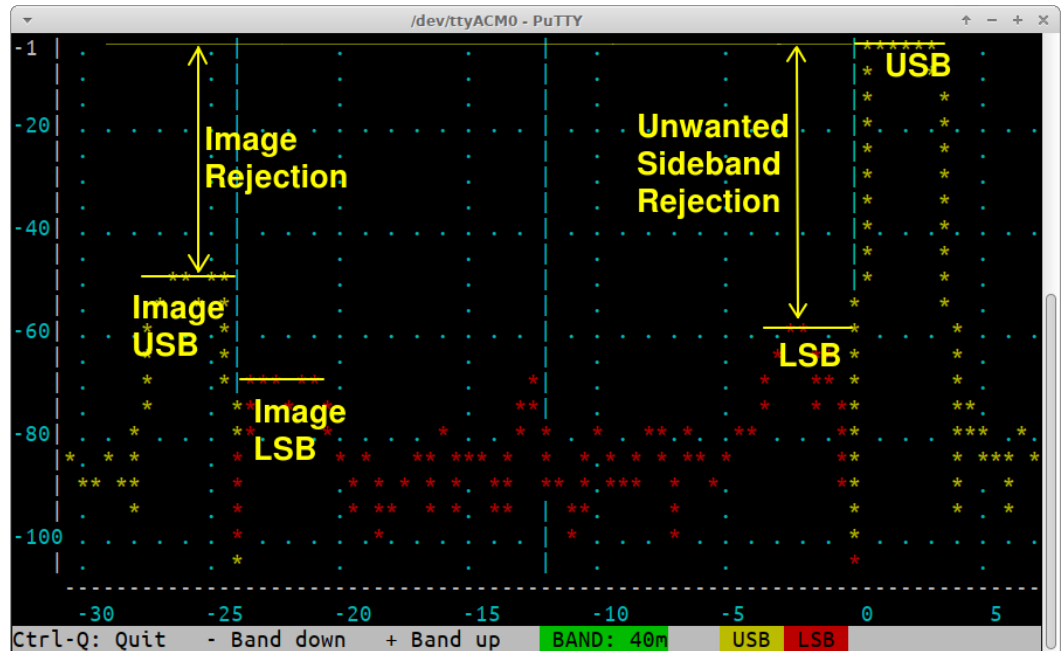 /dev/ttyACM0 - PuTTY
-1
USB
-20
Image
Rejection
Unwanted
Sideband
Rejection
-40
Image
USB
-60
LSB
Image
LSB
-80
-100
-30 -25 -20 -15 -10 -5 0 5
Ctrl-Q: Quit - Band down + Band up BAND: 40m USB LSB